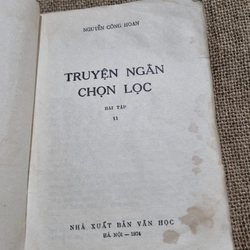 NGUYỄN CÔNG HOAN
TRUYỆN NGẮN
CHỌN LỌC
HAI TẬP
II
NHÀ XUẤT BẢN VĂN HỌC
HÀ NỘI — 1974